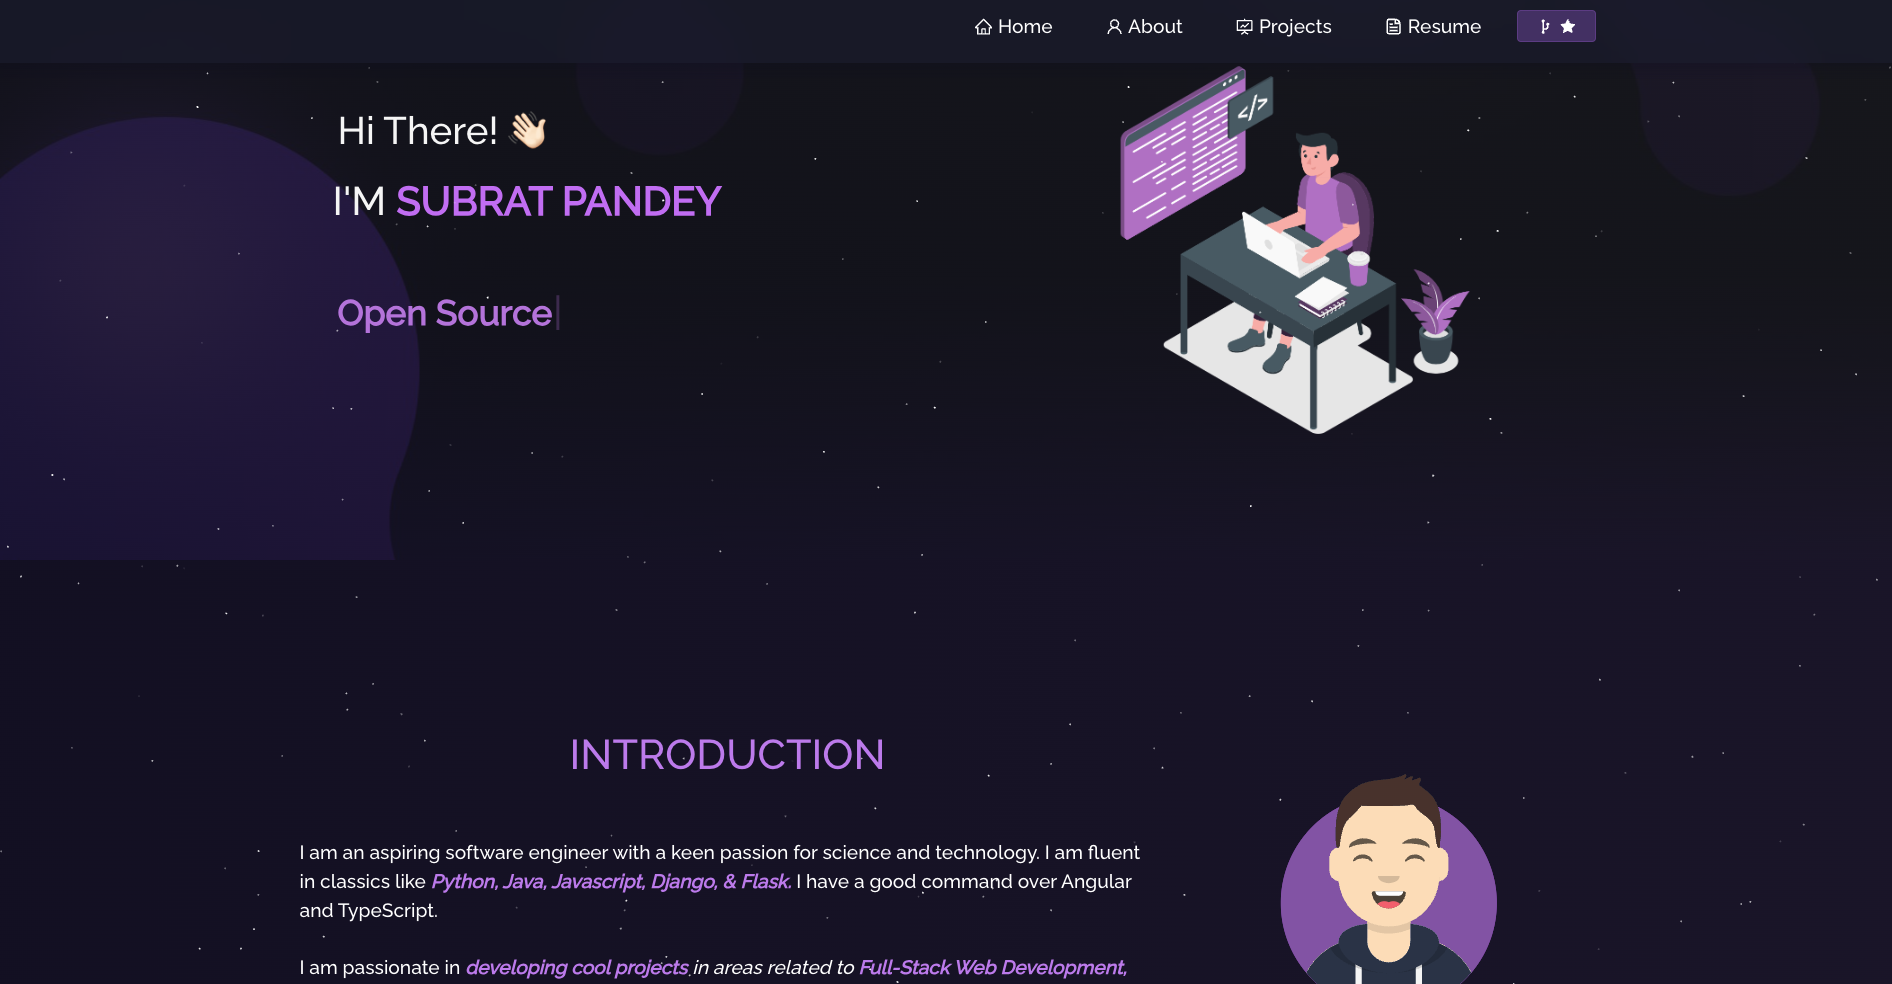 Home About Projects Resume
Hi There! 👋🏻
I'M SUBRAT PANDEY
</>
Open Source
INTRODUCTION
I am an aspiring software engineer with a keen passion for science and technology. I am fluent
in classics like Python, Java, Javascript, Django, & Flask. I have a good command over Angular
and TypeScript.
I am passionate in developing cool projects in areas related to Full-Stack Web Development,